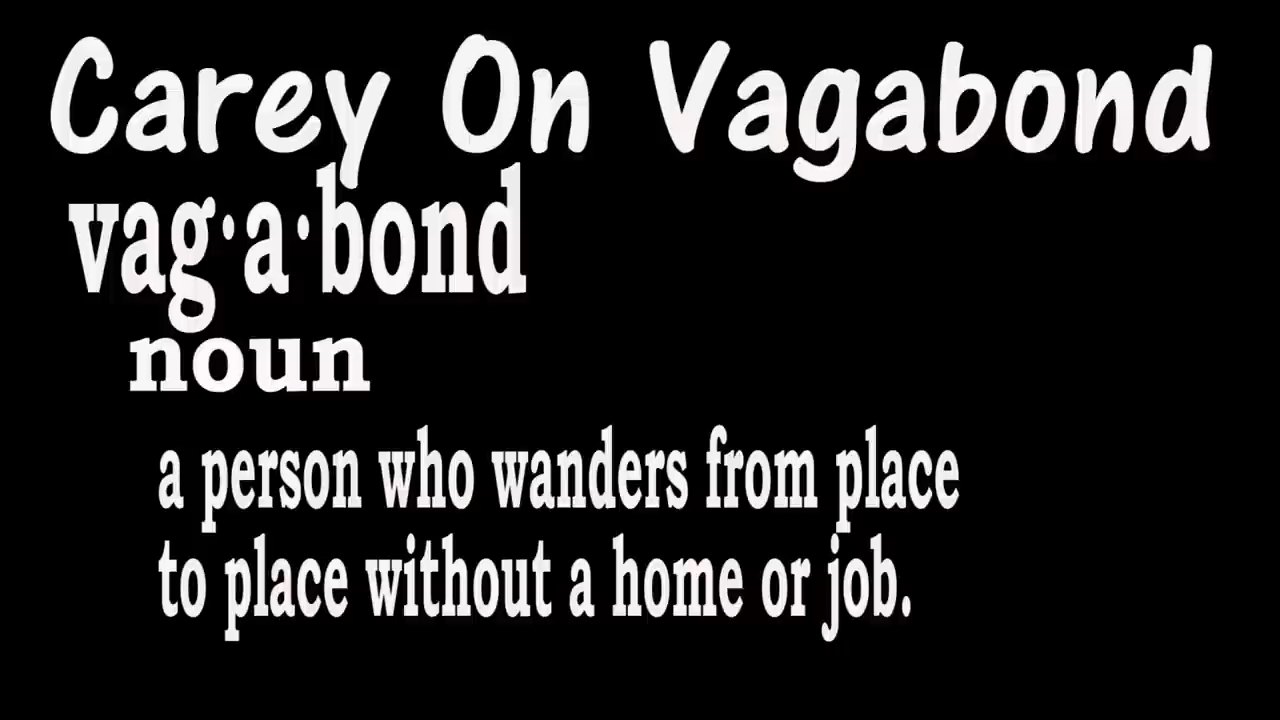 Carey On Vagabond
vag·a·bond
noun
a person who wanders from place
to place without a home or job.